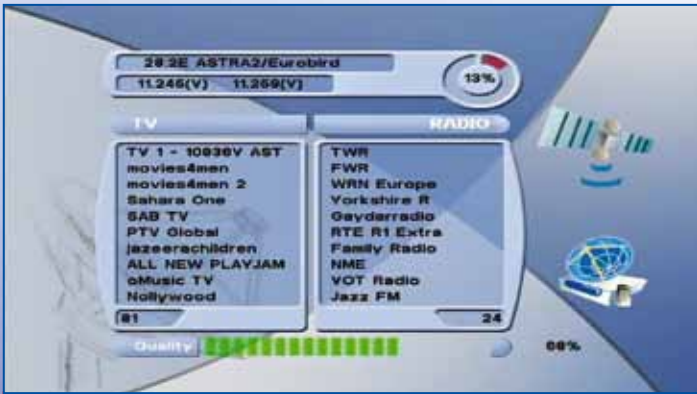 28.2E ASTRA2/Eurobird
11.245(V) 11.259(V)
13%
TV
RADIO
TV 1 - 10936V AST
movies4men
movies4men 2
Sahara One
SAB TV
PTV Global
jazeerachildren
ALL NEW PLAYJAM
oMusic TV
Nollywood
81
TWR
FWR
WRN Europe
Yorkshire R
Gaydarradio
RTE R1 Extra
Family Radio
NME
VOT Radio
Jazz FM
24
Quality
68%